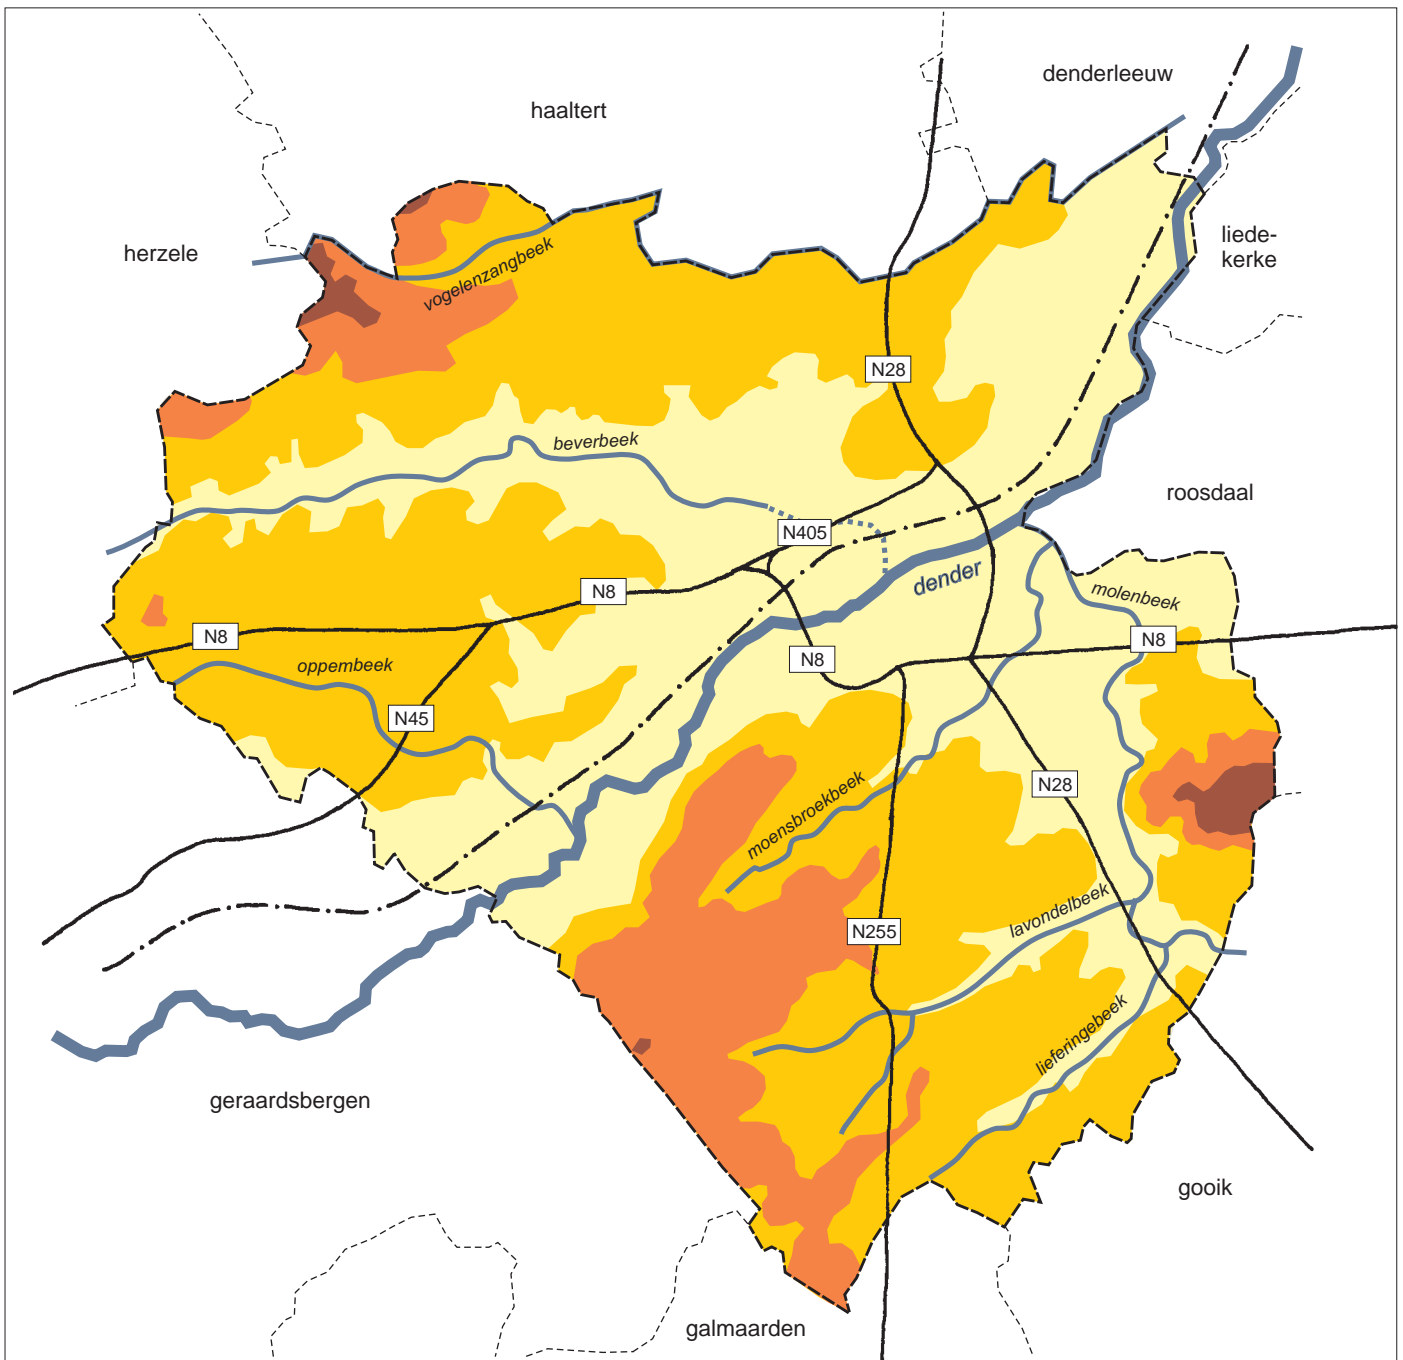 denderleeuw
haaltert
herzele
liede-
kerke
vogelenzangbeek
N28
beverbeek
roosdaal
N405
dender
N8
molenbeek
N8
N8
oppembeek
N8
N45
N28
moensbroekbeek
lavondelbeek
N255
lieferingebeek
geraardsbergen
gooik
galmaarden